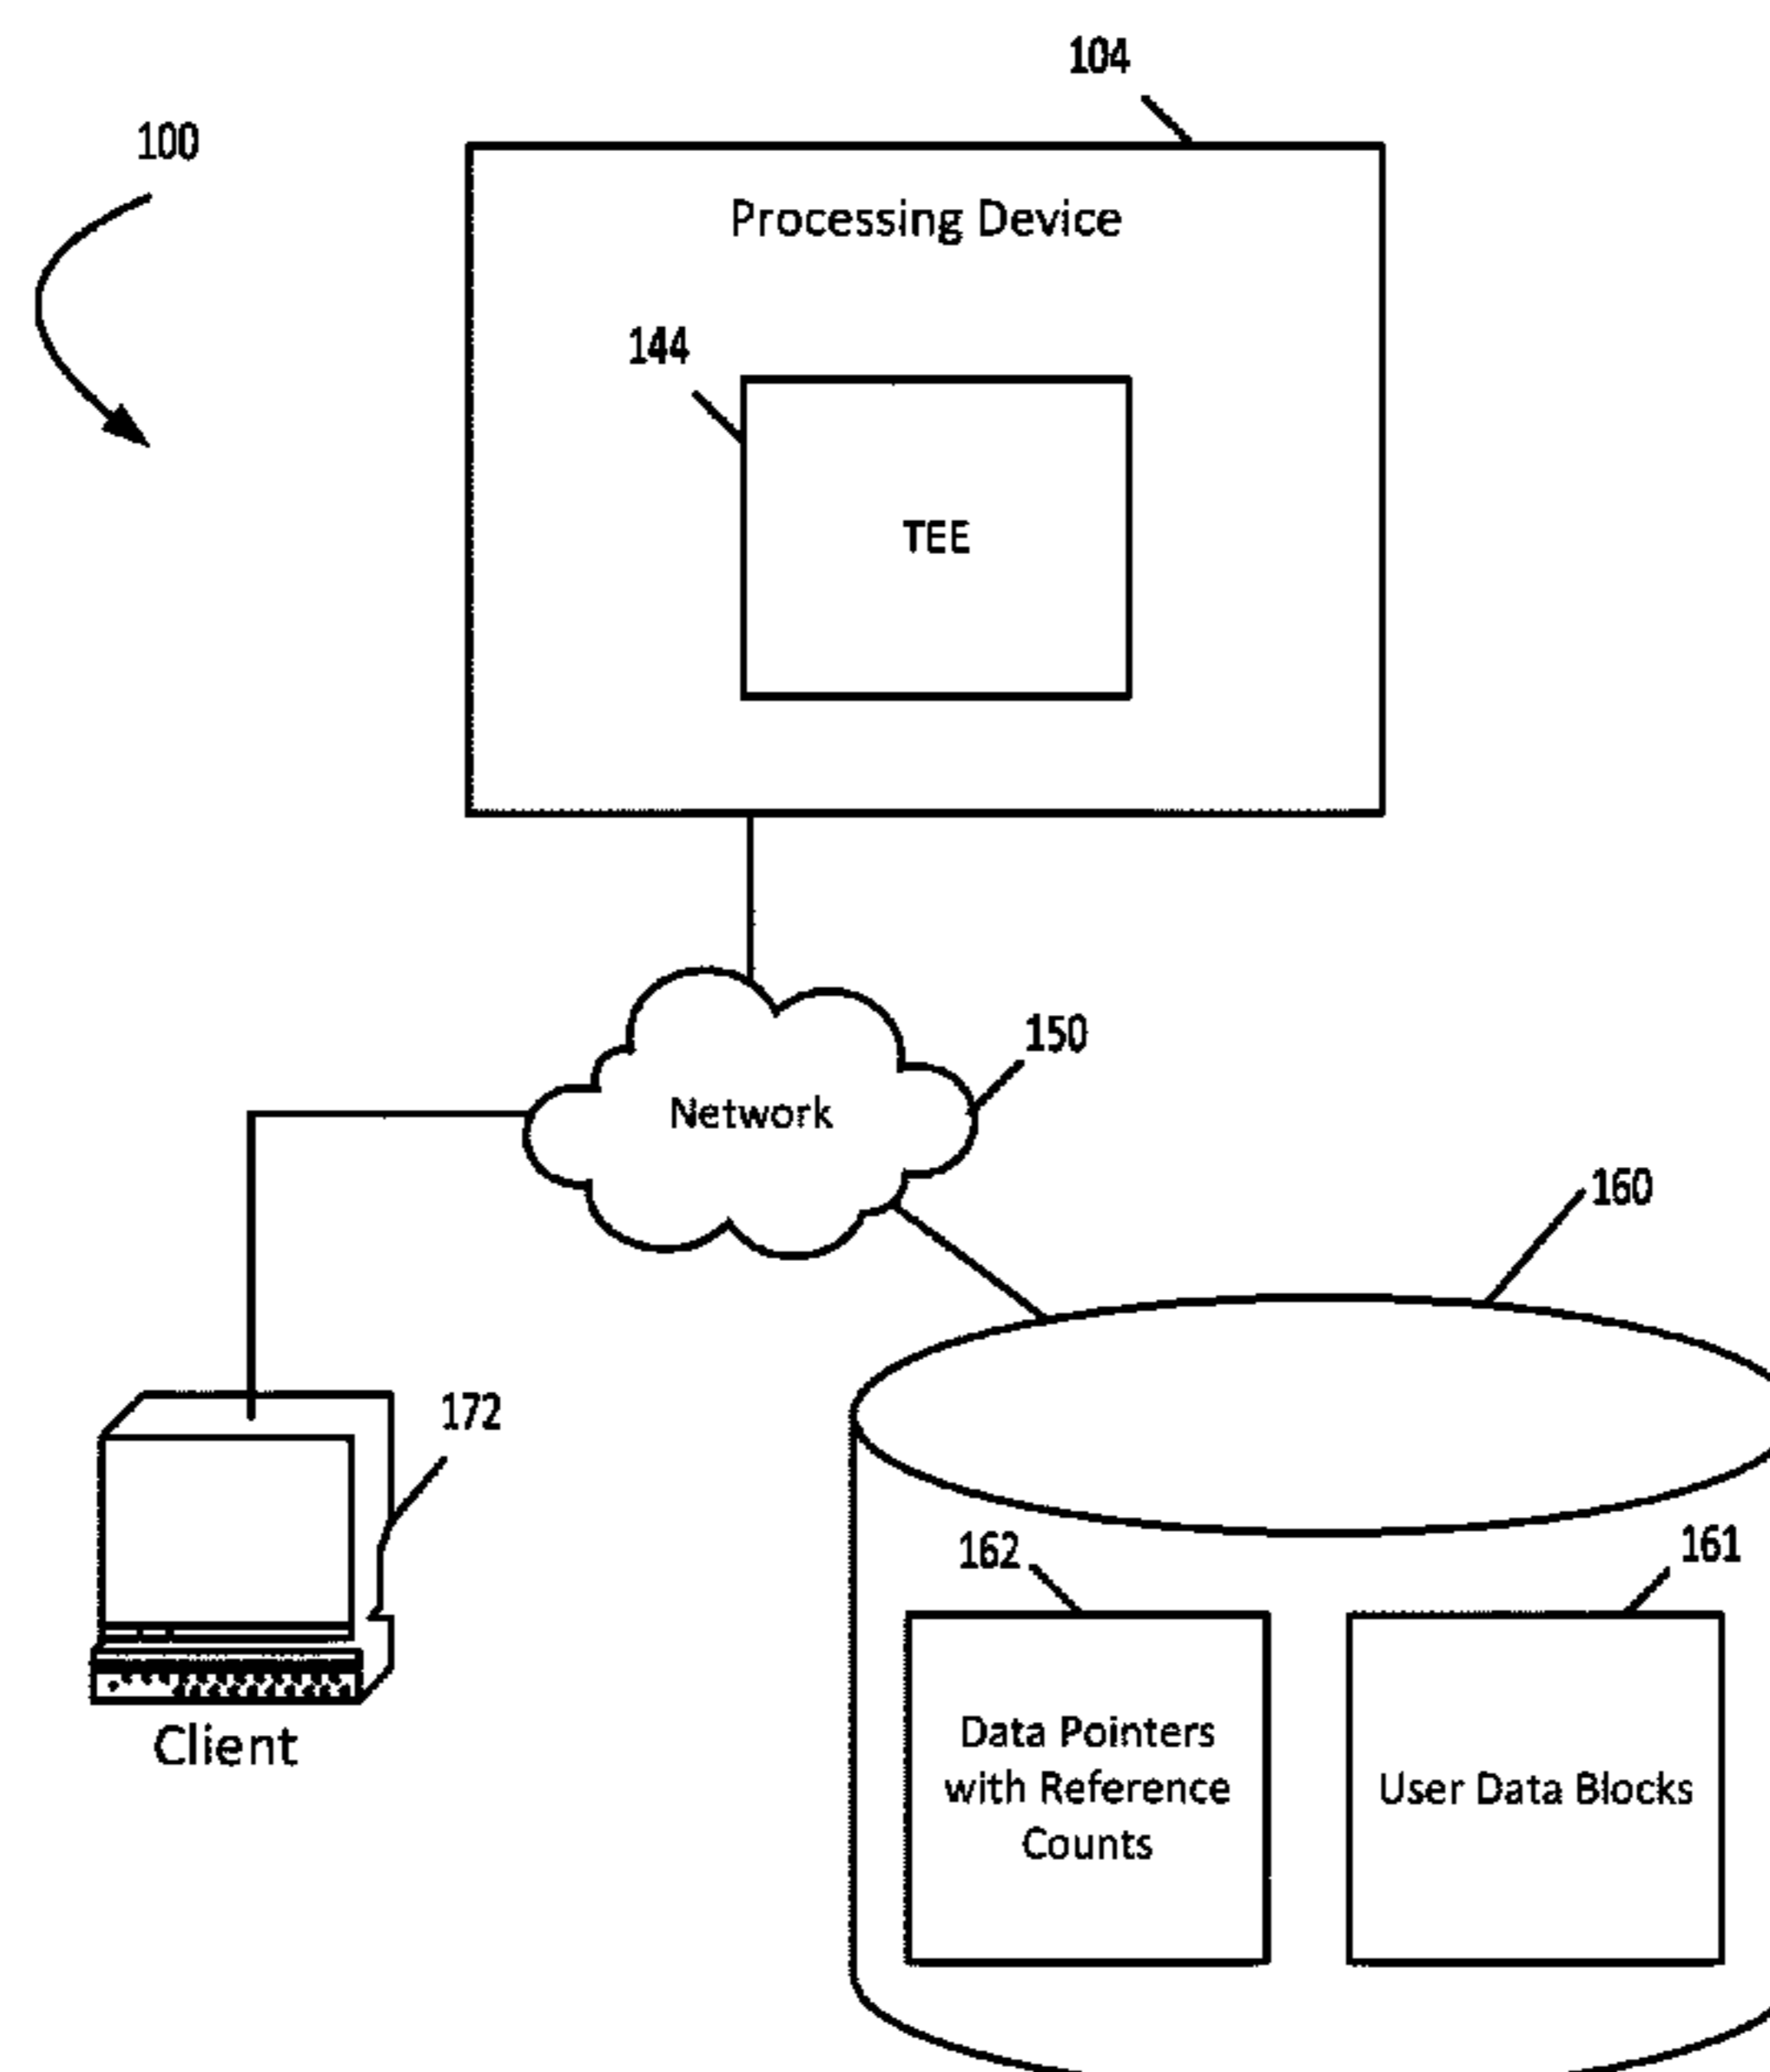 104
100
Processing Device
144
TEE
150
Network
160
172
162
161
Data Pointers
with Reference
Counts
User Data Blocks
Client